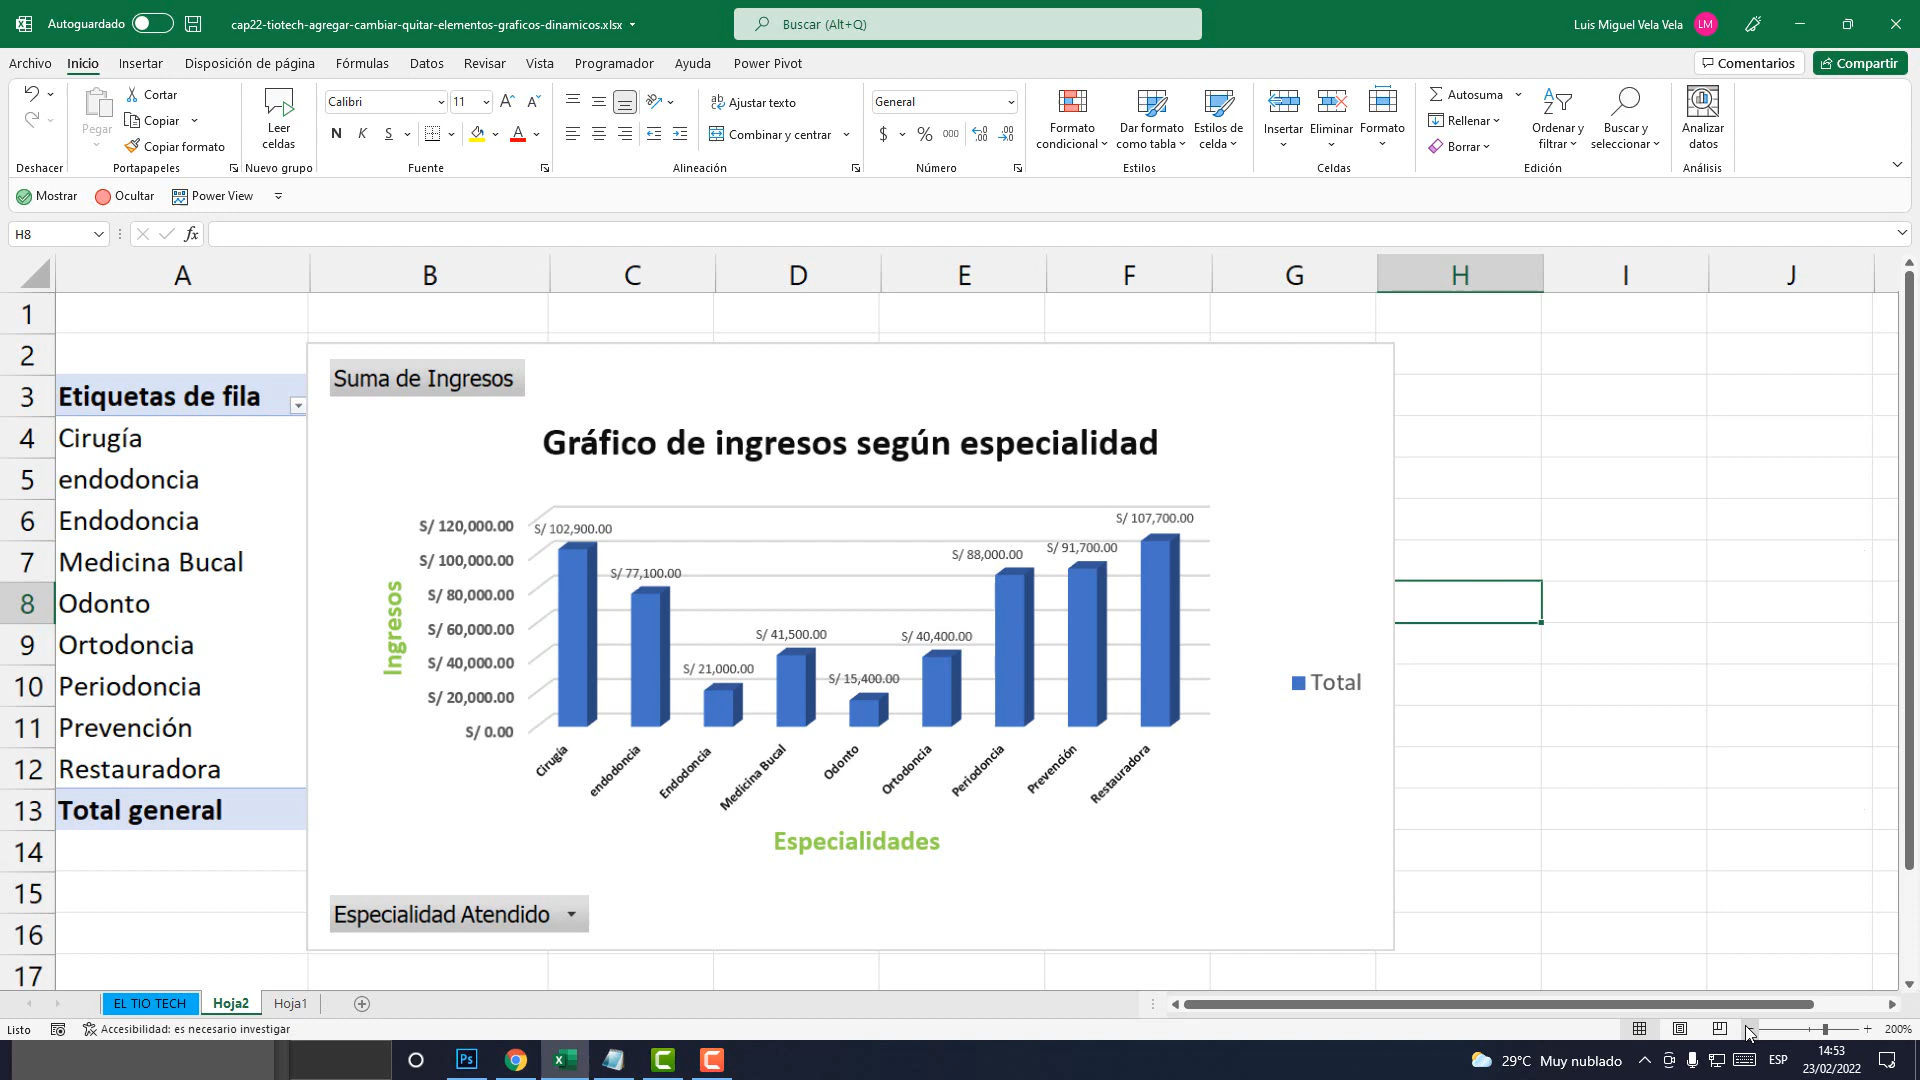 Autoguardado
cap22-tiotech-agregar-cambiar-quitar-elementos-graficos-dinamicos.xlsx
Buscar (Alt+Q)
Luis Miguel Vela Vela LM
Archivo Inicio Insertar Disposición de página Fórmulas Datos Revisar Vista Programador Ayuda Power Pivot
Comentarios Compartir
Pegar
Cortar
Copiar
Copiar formato
Leer celdas
Calibri 11
N K S
Ajustar texto
Combinar y centrar
General
$ % 000
Formato condicional
Dar formato como tabla
Estilos de celda
Insertar Eliminar Formato
Autosuma
Rellenar
Borrar
Ordenar y filtrar
Buscar y seleccionar
Analizar datos
Deshacer Portapapeles Nuevo grupo Fuente Alineación Número Estilos Celdas Edición Análisis
Mostrar Ocultar Power View
H8 fx
A B C D E F G H I J
1
2
3 Etiquetas de fila
4 Cirugía
5 endodoncia
6 Endodoncia
7 Medicina Bucal
8 Odonto
9 Ortodoncia
10 Periodoncia
11 Prevención
12 Restauradora
13 Total general
14
15
16
17
Suma de Ingresos
Gráfico de ingresos según especialidad
Ingresos
S/ 120,000.00
S/ 100,000.00
S/ 80,000.00
S/ 60,000.00
S/ 40,000.00
S/ 20,000.00
S/ 0.00
S/ 102,900.00
S/ 77,100.00
S/ 21,000.00
S/ 41,500.00
S/ 15,400.00
S/ 40,400.00
S/ 88,000.00
S/ 91,700.00
S/ 107,700.00
Cirugía
endodoncia
Endodoncia
Medicina Bucal
Odonto
Ortodoncia
Periodoncia
Prevención
Restauradora
Total
Especialidades
Especialidad Atendido
EL TIO TECH Hoja2 Hoja1
Listo Accesibilidad: es necesario investigar
200%
Ps
29°C Muy nublado
ESP
14:53
23/02/2022